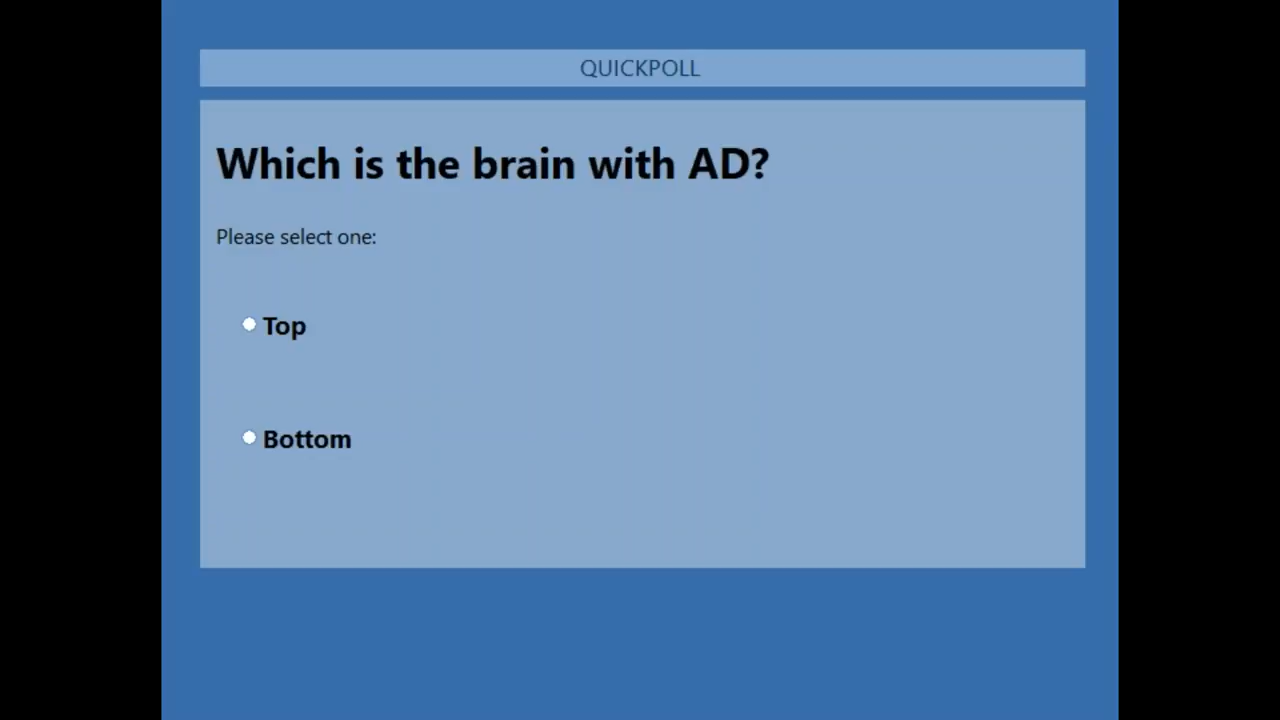 QUICKPOLL
Which is the brain with AD?
Please select one:
Top
Bottom